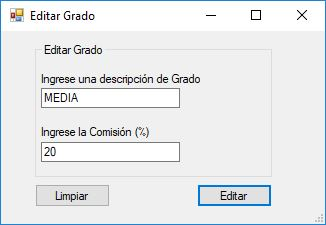 Editar Grado
Editar Grado
Ingrese una descripción de Grado
MEDIA
Ingrese la Comisión (%)
20
Limpiar
Editar